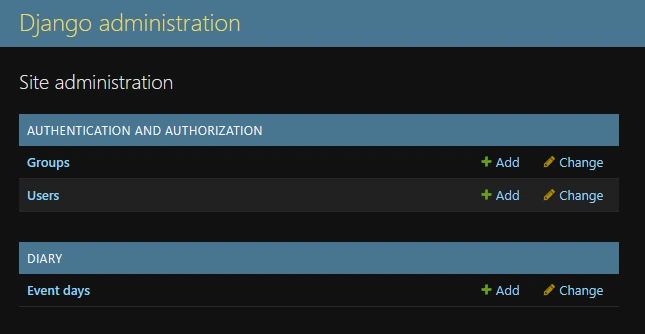 Django administration
Site administration
AUTHENTICATION AND AUTHORIZATION
Groups Add Change
Users Add Change
DIARY
Event days Add Change